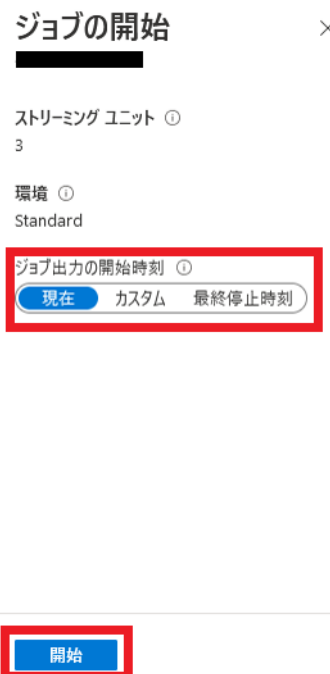 ジョブの開始
ストリーミング ユニット
3
環境
Standard
ジョブ出力の開始時刻
現在 カスタム 最終停止時刻
開始